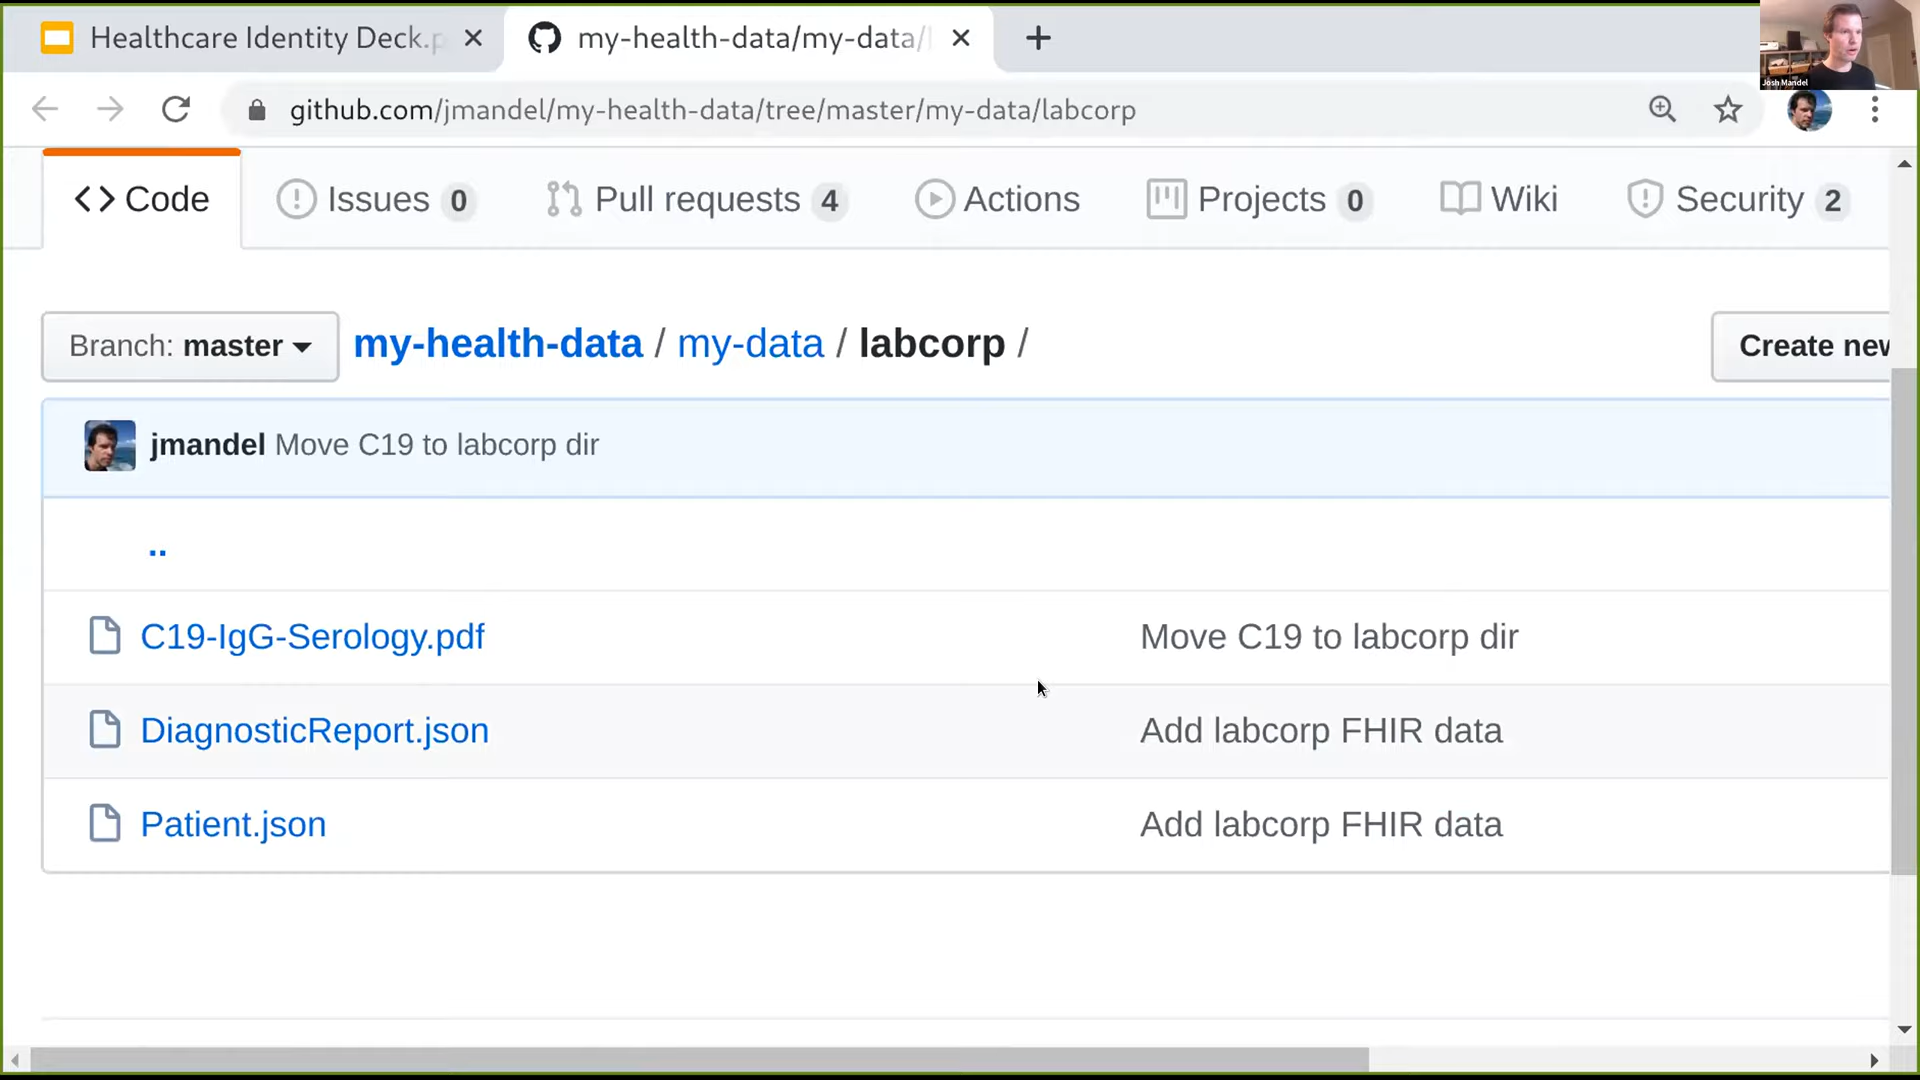 Healthcare Identity Deck.p
my-health-data/my-data/
Josh Mandel
github.com/jmandel/my-health-data/tree/master/my-data/labcorp
Code Issues 0 Pull requests 4 Actions Projects 0 Wiki Security 2
Branch: master my-health-data / my-data / labcorp / Create new
jmandel Move C19 to labcorp dir
..
C19-IgG-Serology.pdf Move C19 to labcorp dir
DiagnosticReport.json Add labcorp FHIR data
Patient.json Add labcorp FHIR data